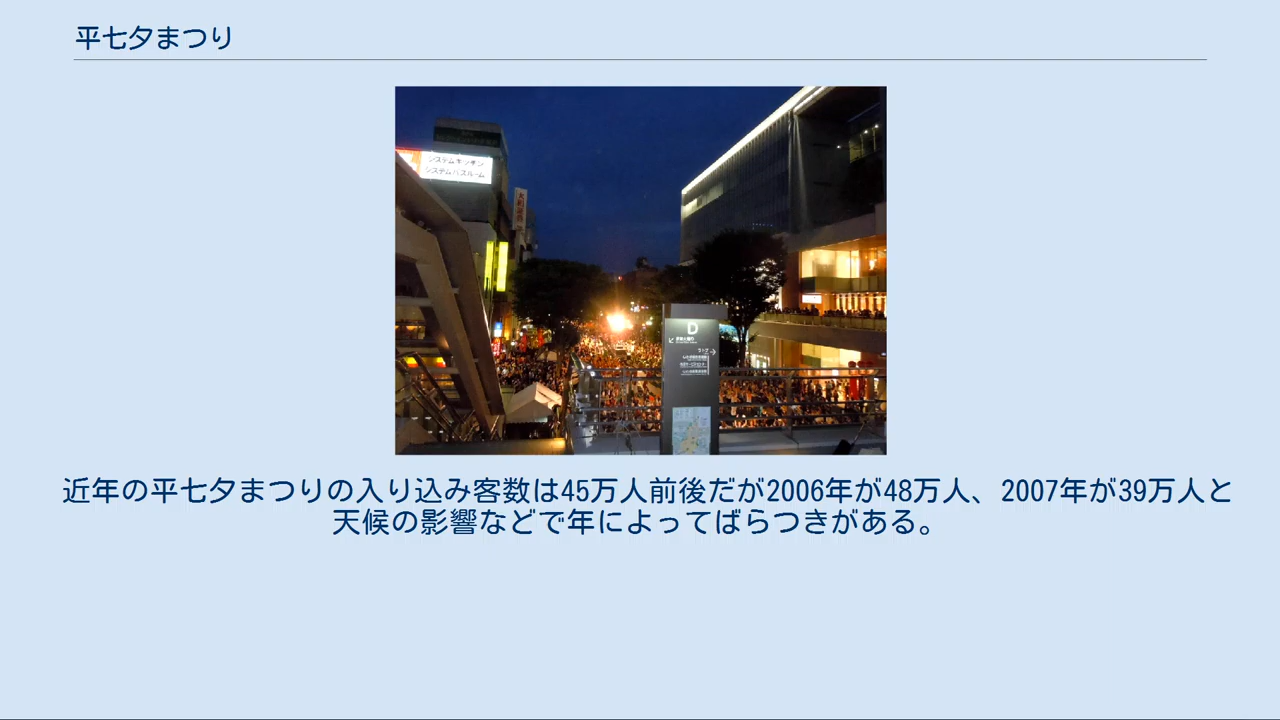 平七夕まつり
システムキッチン
システムバスルーム
D
近年の平七夕まつりの入り込み客数は45万人前後だが2006年が48万人、2007年が39万人と
天候の影響などで年によってばらつきがある。